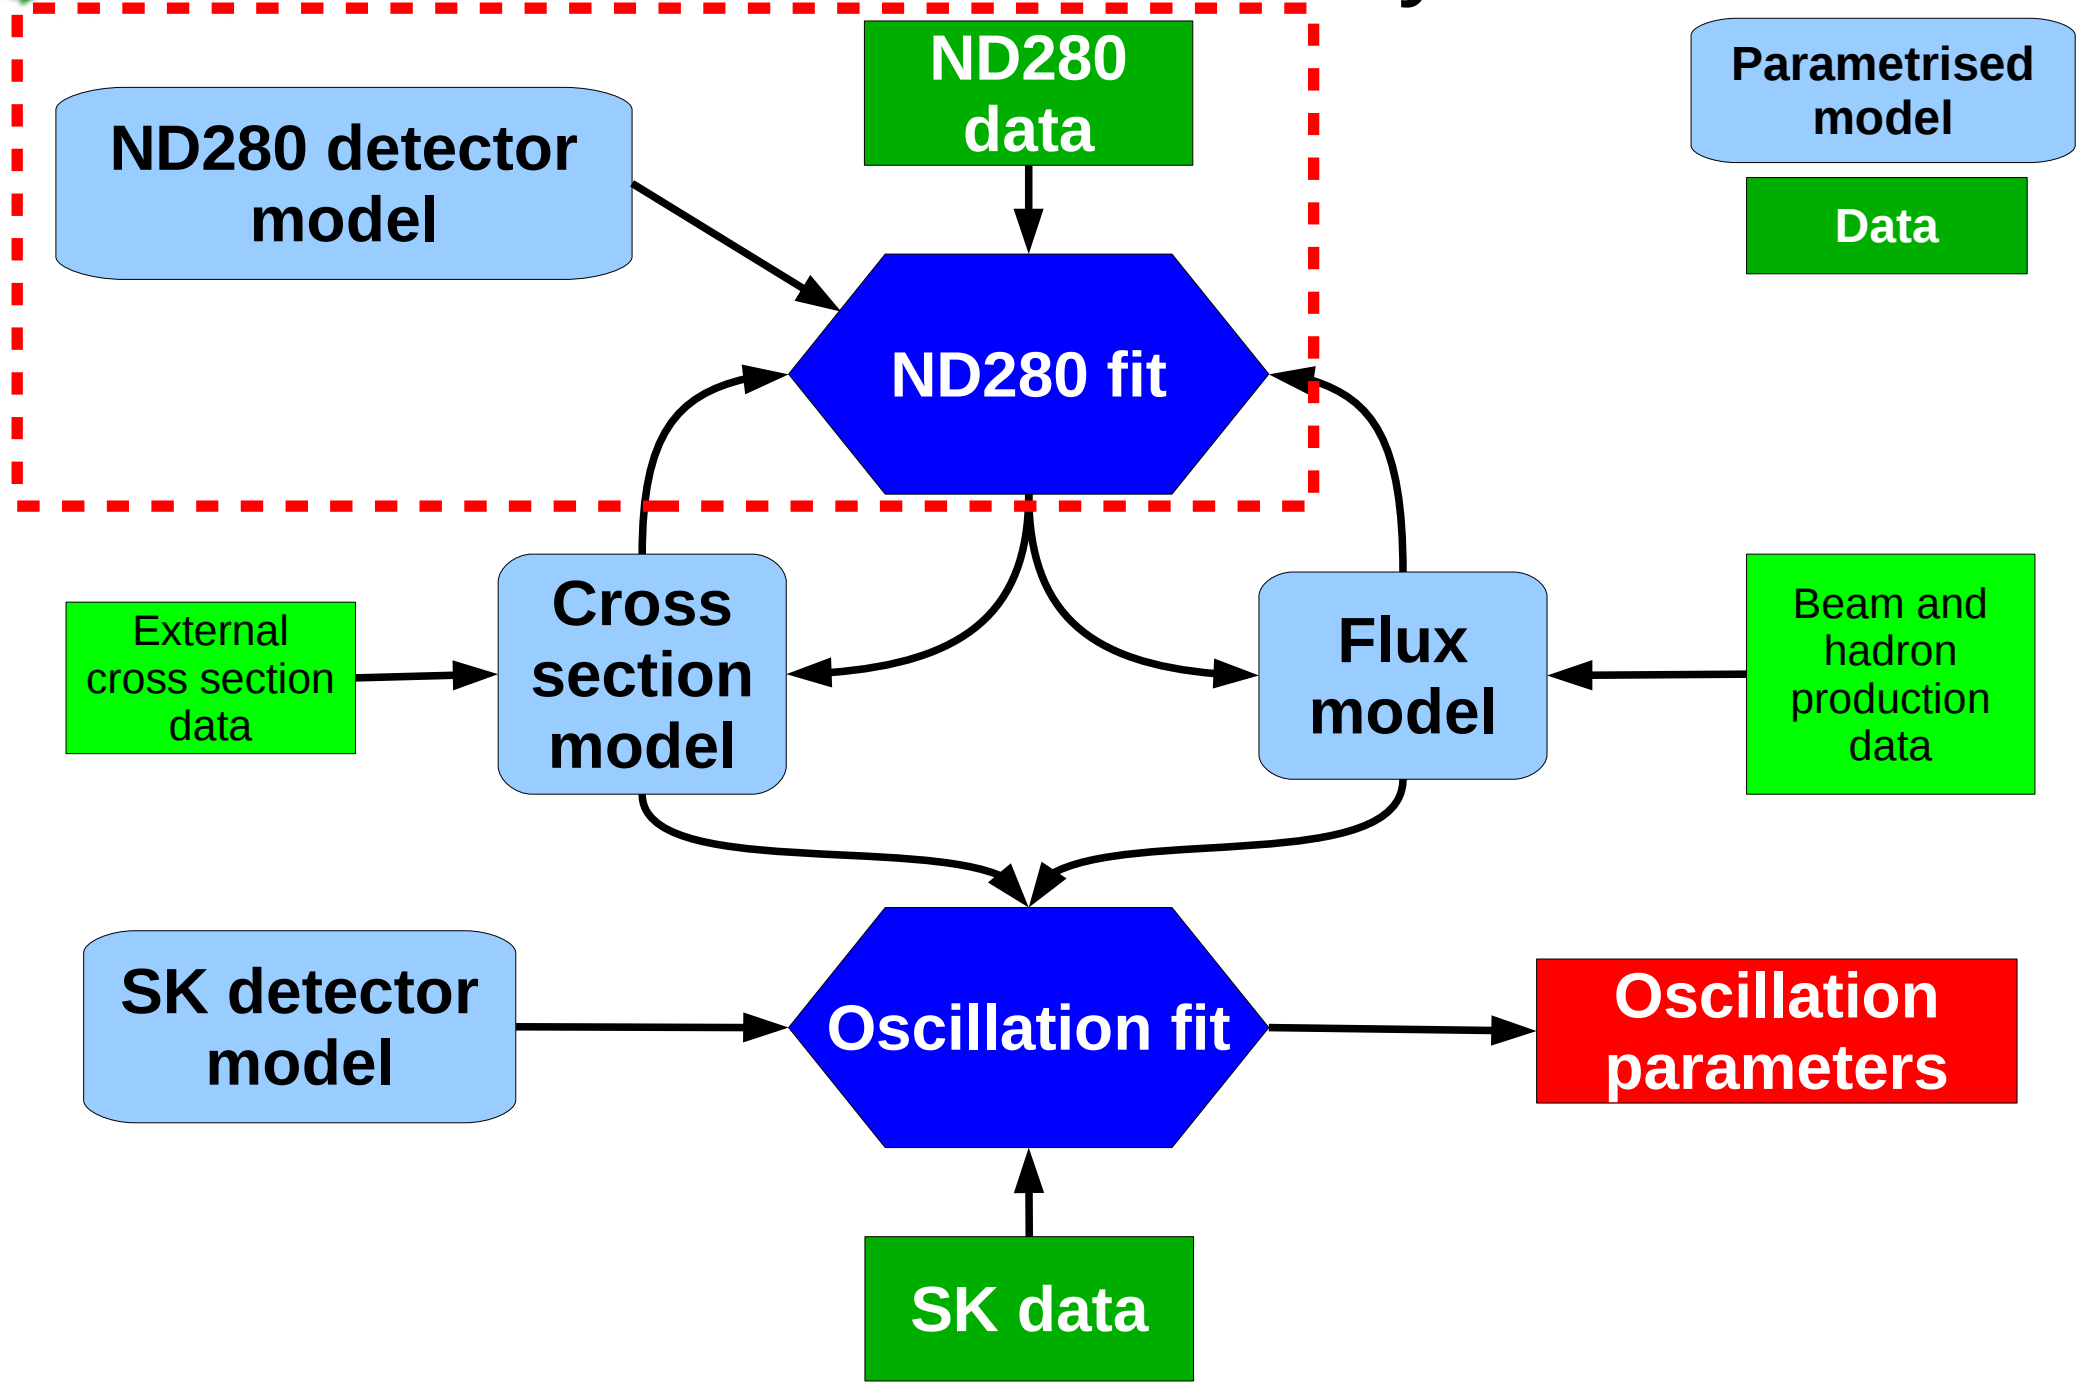 ND280
data
Parametrised
model
ND280 detector
model
Data
ND280 fit
External
cross section
data
Cross
section
model
Flux
model
Beam and
hadron
production
data
SK detector
model
Oscillation fit
Oscillation
parameters
SK data